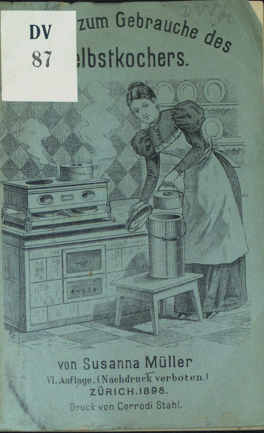 DV
87
zum Gebrauche des
elbstkochers.
von Susanna Müller
VI. Auflage. (Nachdruck verboten.)
ZÜRICH. 1898.
Druck von Corrodi Stahl.